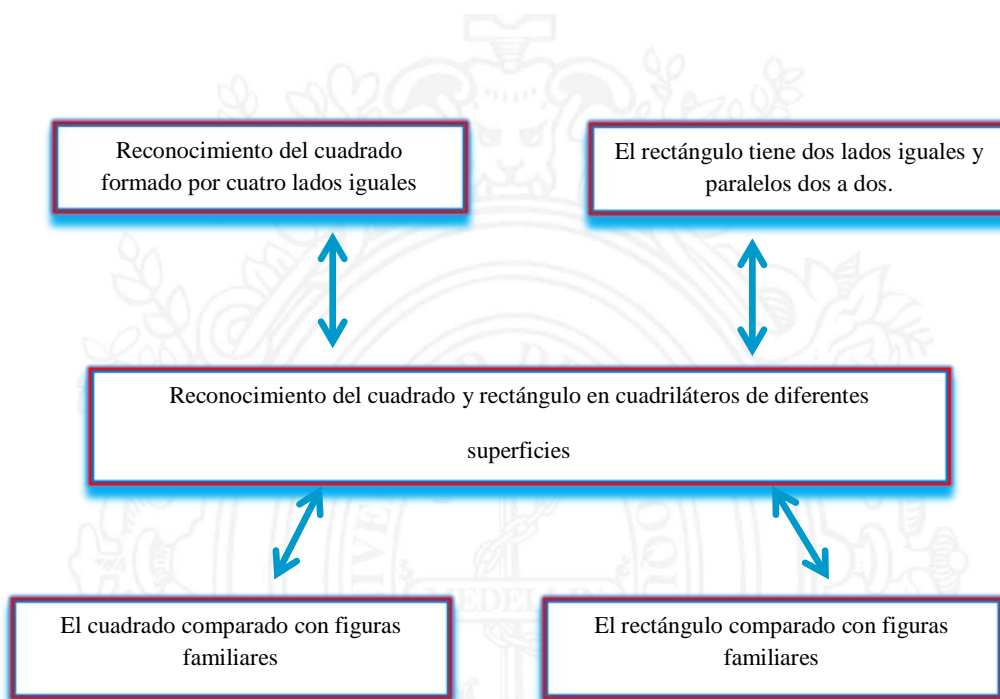 Reconocimiento del cuadrado
formado por cuatro lados iguales
El rectángulo tiene dos lados iguales y
paralelos dos a dos.
Reconocimiento del cuadrado y rectángulo en cuadriláteros de diferentes
superficies
El cuadrado comparado con figuras
familiares
El rectángulo comparado con figuras
familiares